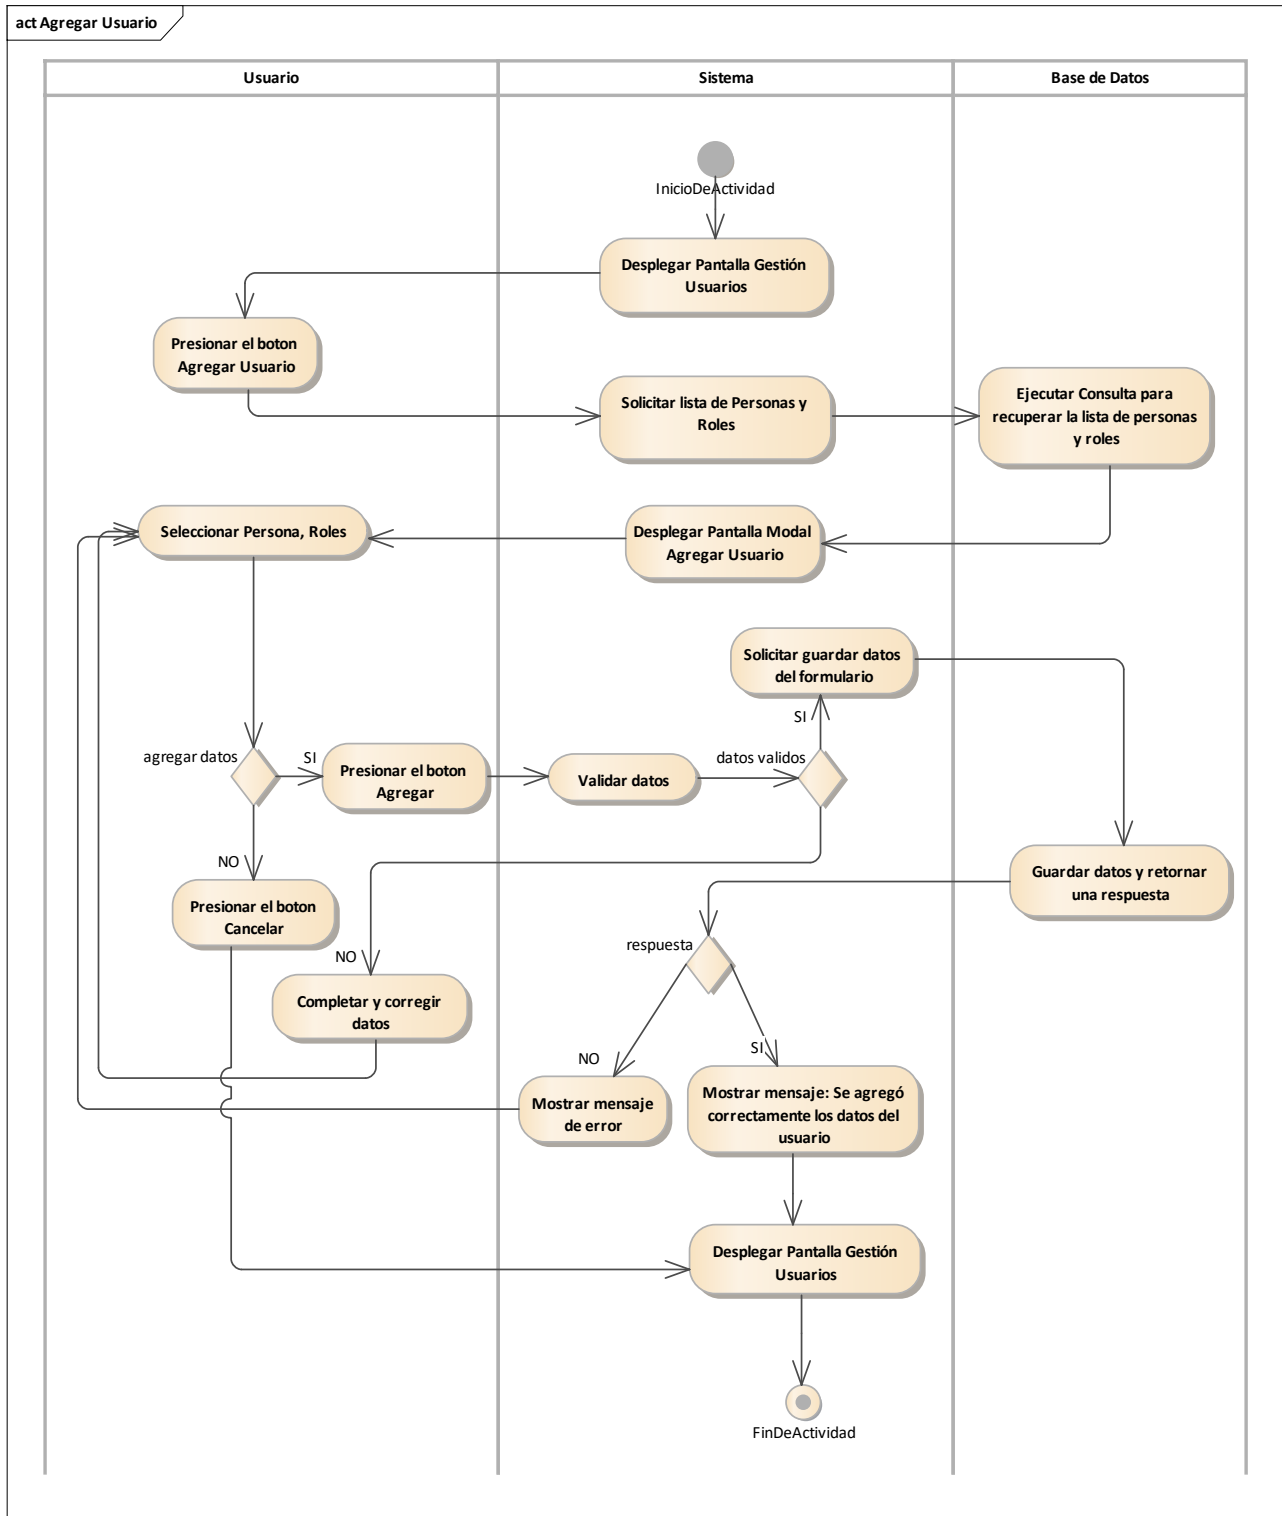 act Agregar Usuario
Usuario
Sistema
Base de Datos
InicioDeActividad
Desplegar Pantalla Gestión
Usuarios
Presionar el boton
Agregar Usuario
Solicitar lista de Personas y
Roles
Ejecutar Consulta para
recuperar la lista de personas
y roles
Seleccionar Persona, Roles
Desplegar Pantalla Modal
Agregar Usuario
Solicitar guardar datos
del formulario
SI
agregar datos
SI
Presionar el boton
Agregar
Validar datos
datos validos
NO
Presionar el boton
Cancelar
Guardar datos y retornar
una respuesta
respuesta
NO
Completar y corregir
datos
NO
SI
Mostrar mensaje
de error
Mostrar mensaje: Se agregó
correctamente los datos del
usuario
Desplegar Pantalla Gestión
Usuarios
FinDeActividad